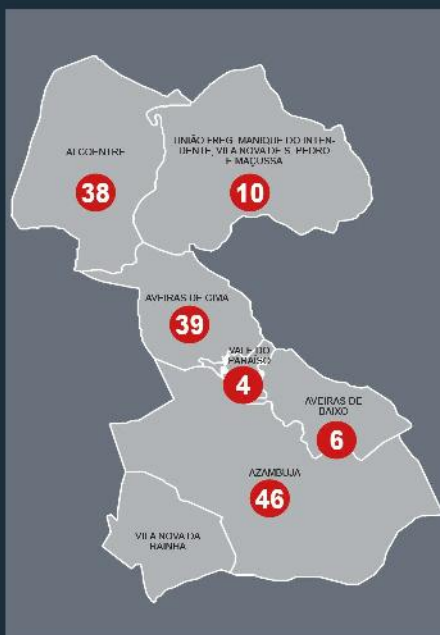 ALCOENTRE
38
UNIÃO FREG. MANIQUE DO INTEN-
DENTE, VILA NOVA DE S. PEDRO
E MAÇUSSA
10
AVEIRAS DE CIMA
39
VALE DO
PARAÍSO
4
AVEIRAS DE
BAIXO
6
AZAMBUJA
46
VILA NOVA DA
RAINHA